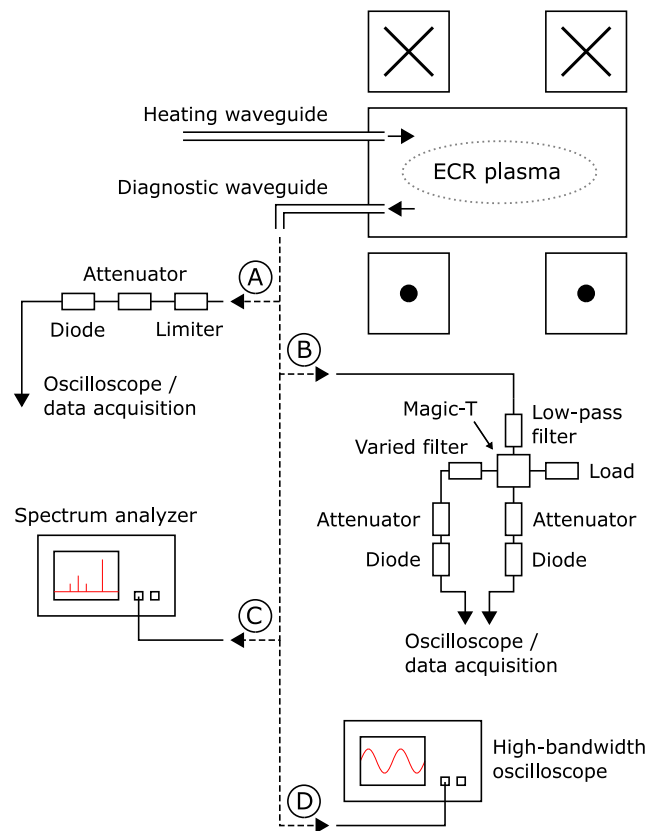 Heating waveguide
ECR plasma
Diagnostic waveguide
A
Attenuator
Diode
Limiter
Oscilloscope /
data acquisition
B
Magic-T
Low-pass
filter
Varied filter
Load
Attenuator
Attenuator
Diode
Diode
Oscilloscope /
data acquisition
Spectrum analyzer
C
D
High-bandwidth
oscilloscope